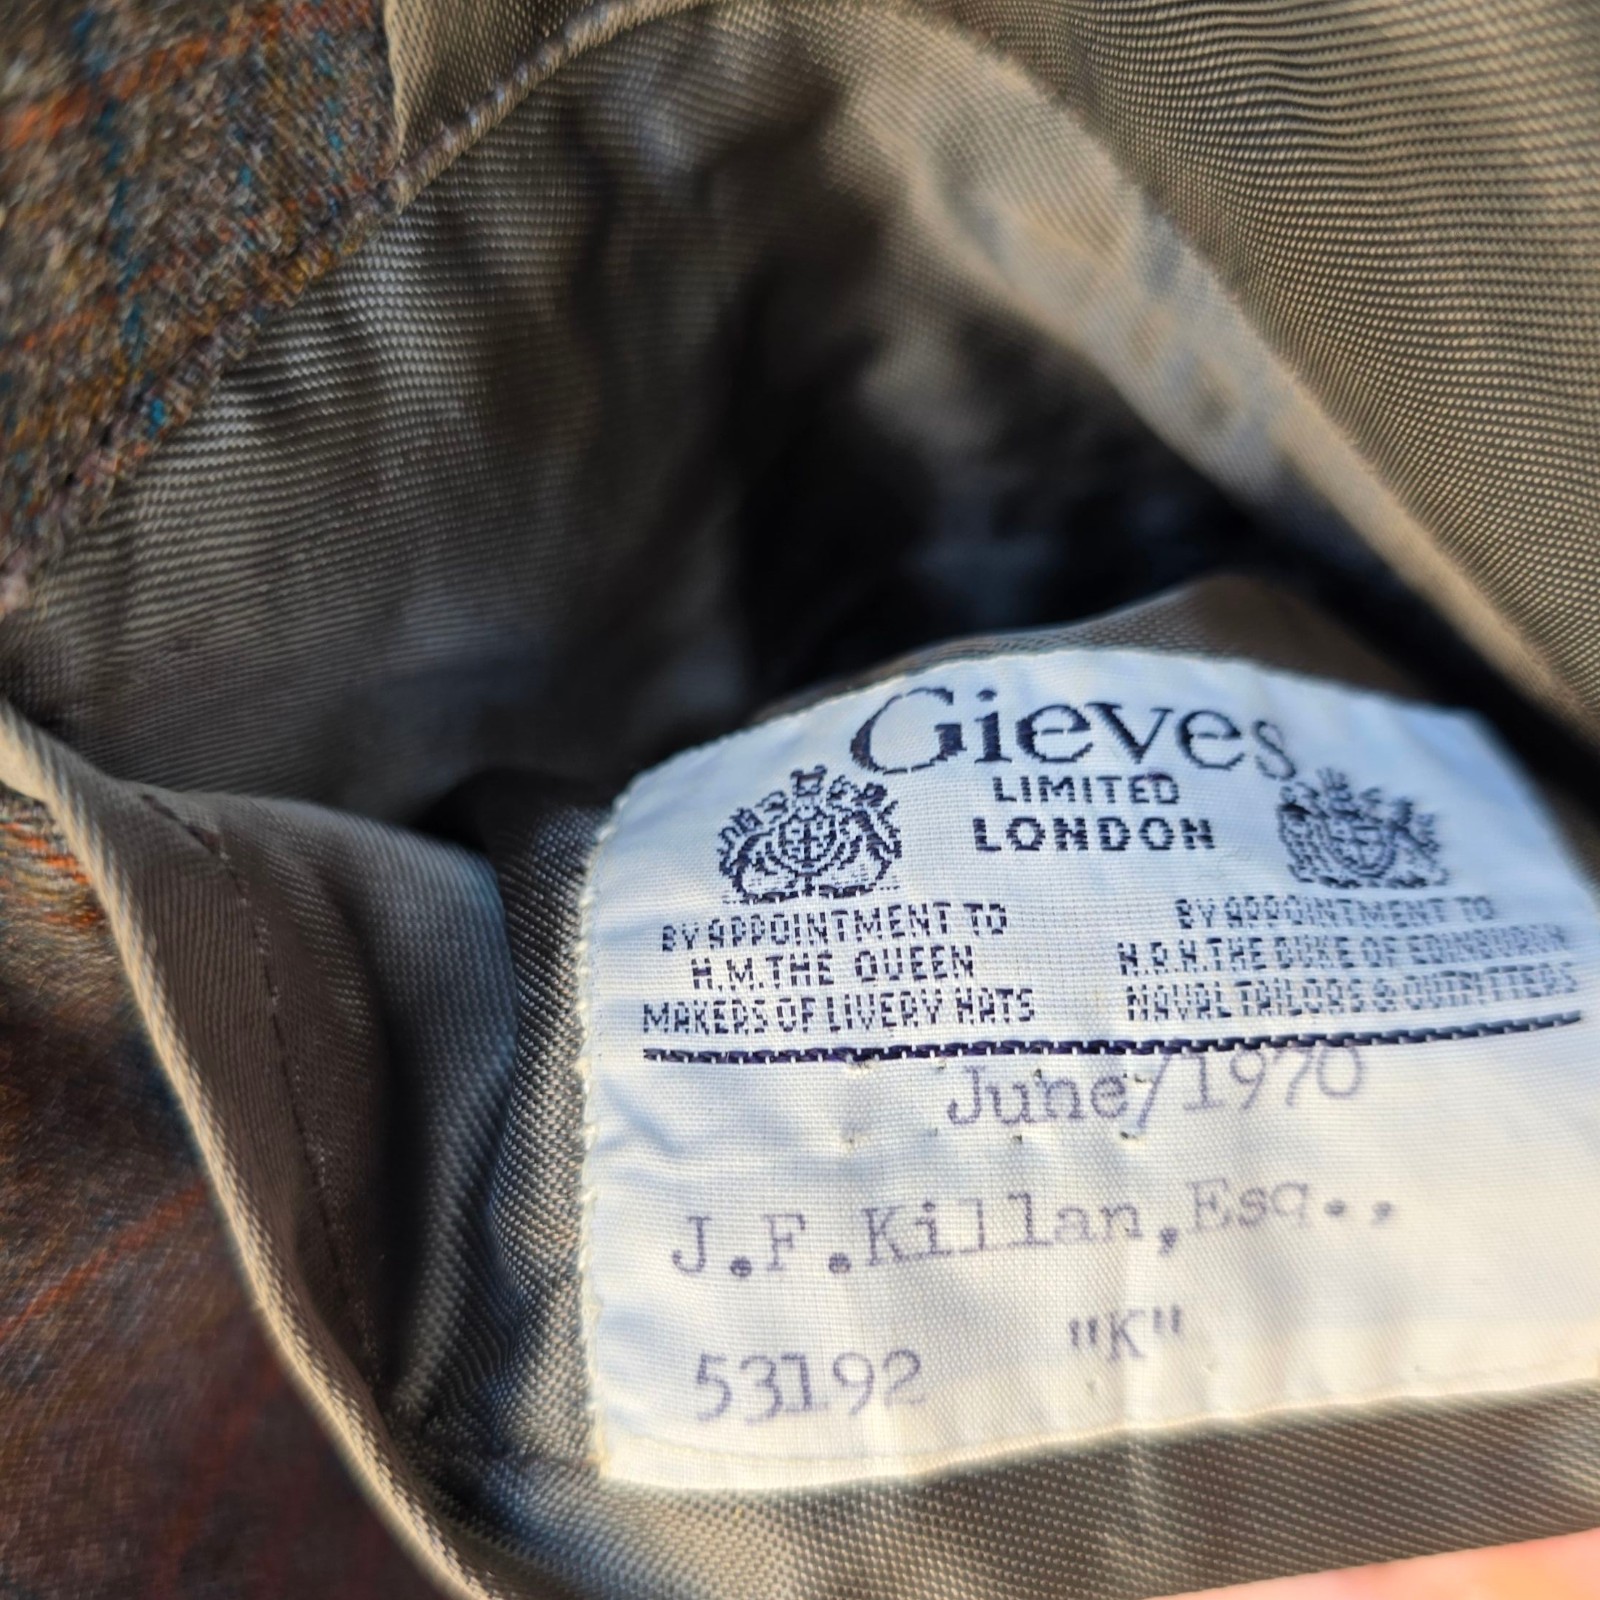 Gieves
LIMITED
LONDON
BY APPOINTMENT TO
H.M. THE QUEEN
MAKERS OF LIVERY HATS
BY APPOINTMENT TO
H.R.H. THE DUKE OF EDINBURGH
NAVAL TAILORS & OUTFITTERS
June/1970
J.F.Killan,Esq.,
53192 "K"